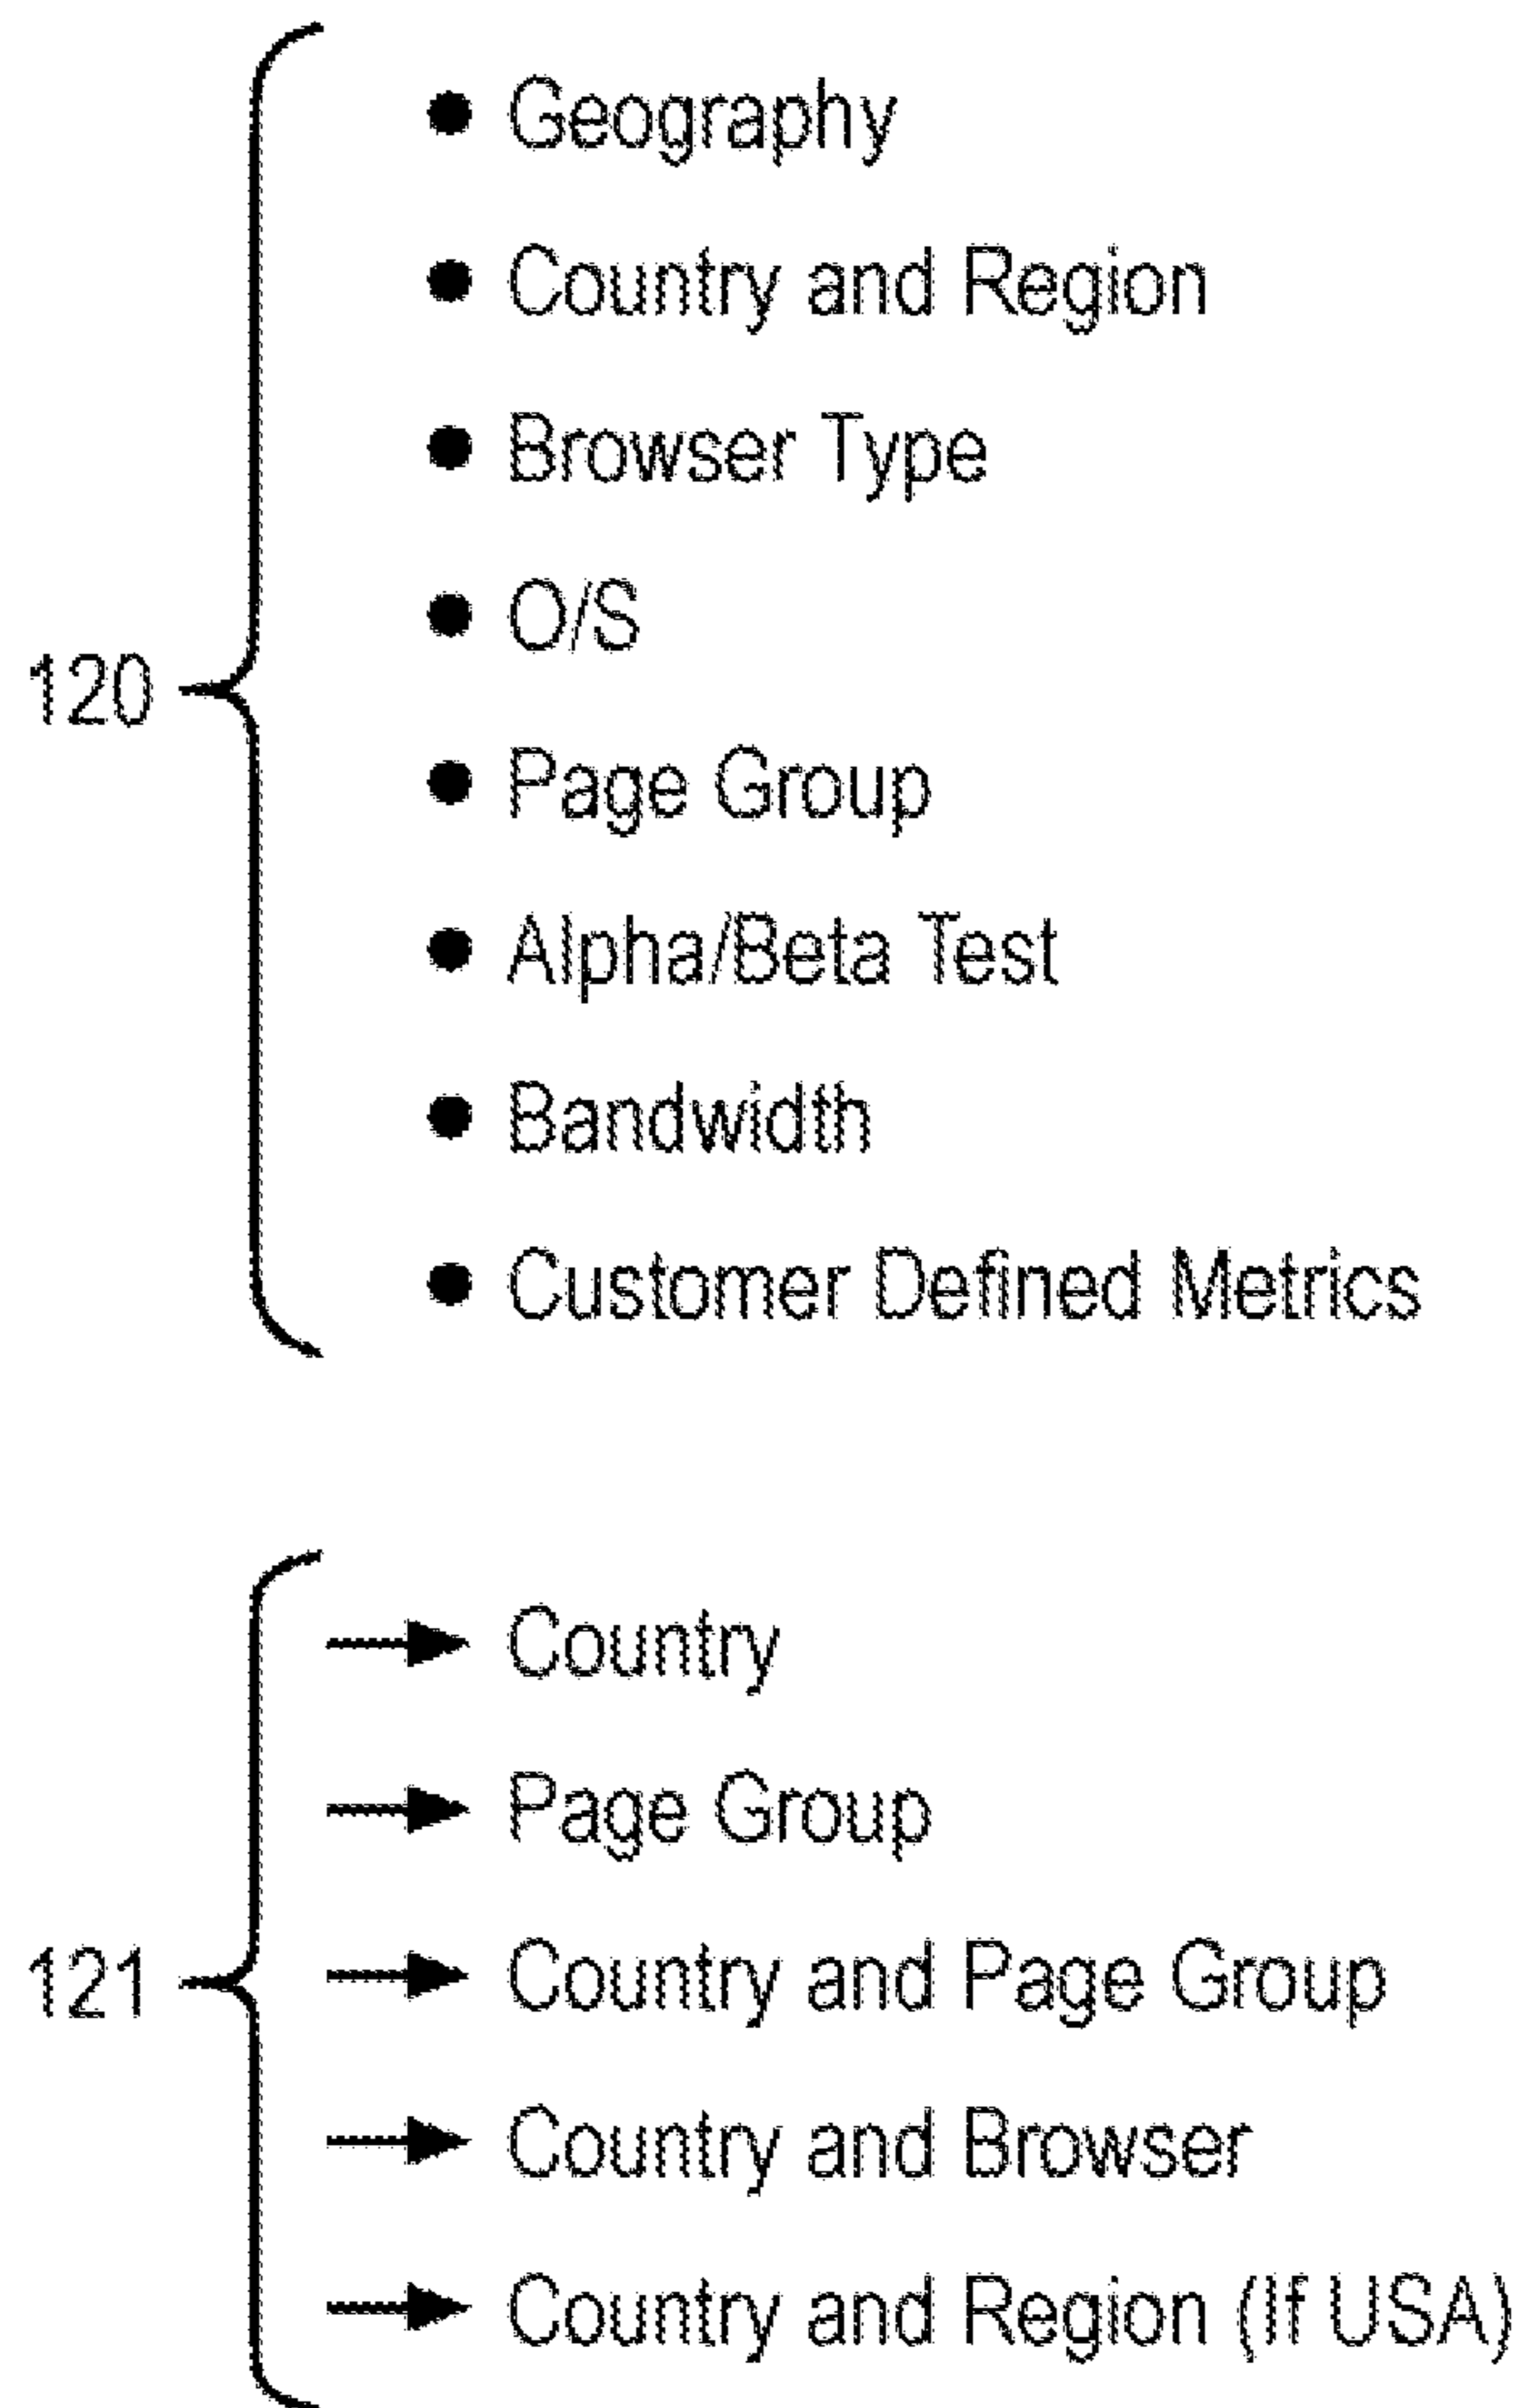 • Geography
• Country and Region
• Browser Type
• O/S
120
• Page Group
• Alpha/Beta Test
• Bandwidth
• Customer Defined Metrics
Country
Page Group
121
Country and Page Group
Country and Browser
Country and Region (If USA)